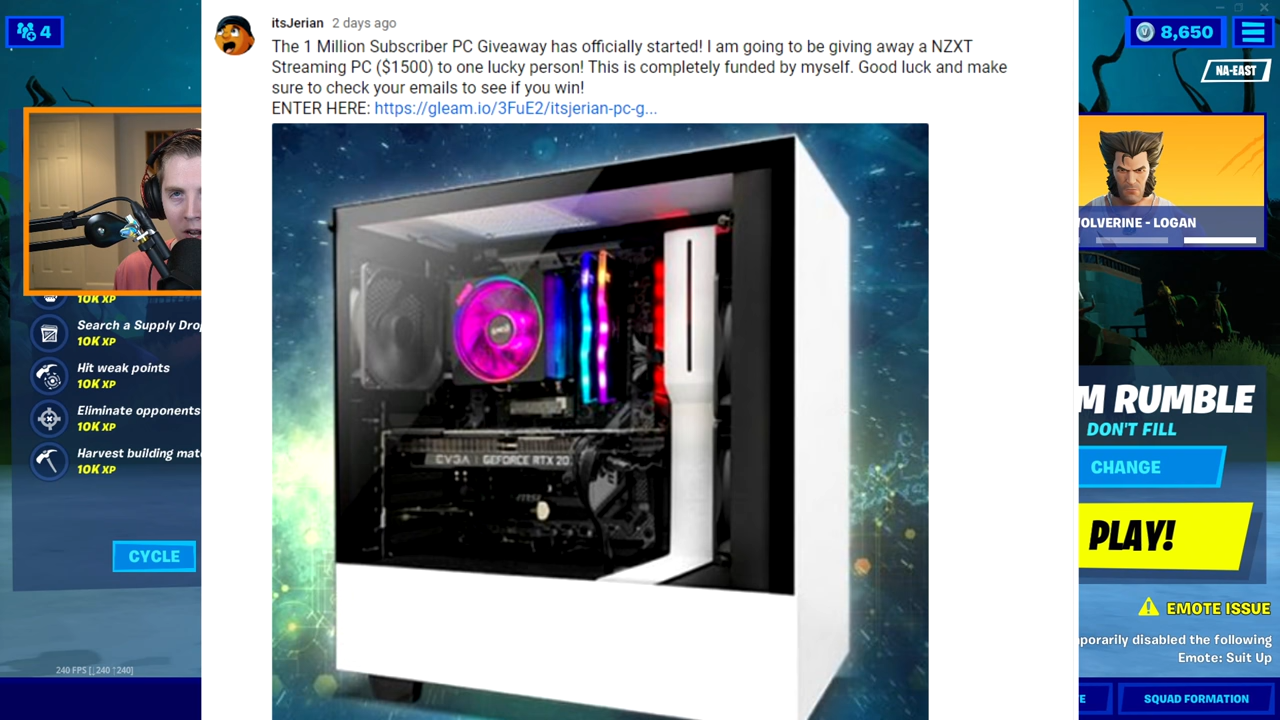 4
itsJerian 2 days ago
The 1 Million Subscriber PC Giveaway has officially started! I am going to be giving away a NZXT
Streaming PC ($1500) to one lucky person! This is completely funded by myself. Good luck and make
sure to check your emails to see if you win!
ENTER HERE: https://gleam.io/3FuE2/itsjerian-pc-g...
8,650
NA-EAST
WOLVERINE - LOGAN
10K XP
Search a Supply Drop
10K XP
Hit weak points
10K XP
Eliminate opponents
10K XP
Harvest building mat
10K XP
CYCLE
240 FPS [↓240 ↑240]
EVGA GEFORCE RTX 20
M RUMBLE
DON'T FILL
CHANGE
PLAY!
EMOTE ISSUE
porarily disabled the following
Emote: Suit Up
E
SQUAD FORMATION